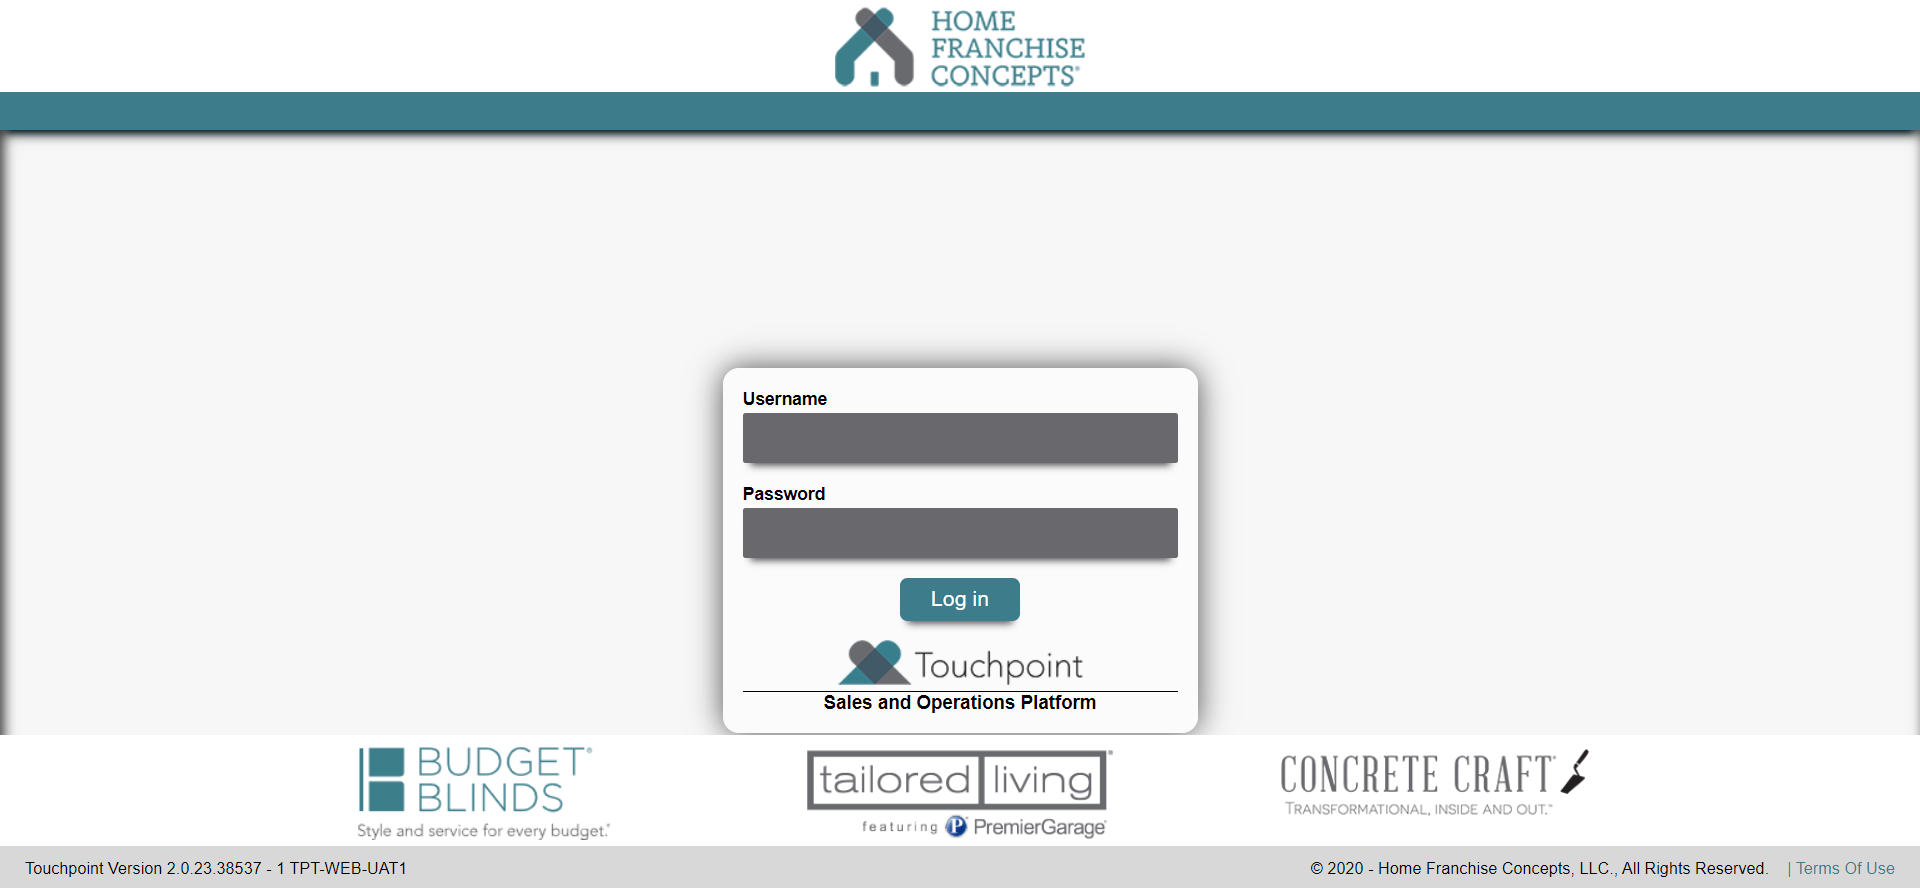 HOME
FRANCHISE
CONCEPTS®
Username
Password
Log in
Touchpoint
Sales and Operations Platform
BUDGET®
BLINDS
Style and service for every budget.®
tailored living®
featuring P PremierGarage®
CONCRETE CRAFT®
TRANSFORMATIONAL, INSIDE AND OUT.™
Touchpoint Version 2.0.23.38537 - 1 TPT-WEB-UAT1
© 2020 - Home Franchise Concepts, LLC., All Rights Reserved. | Terms Of Use